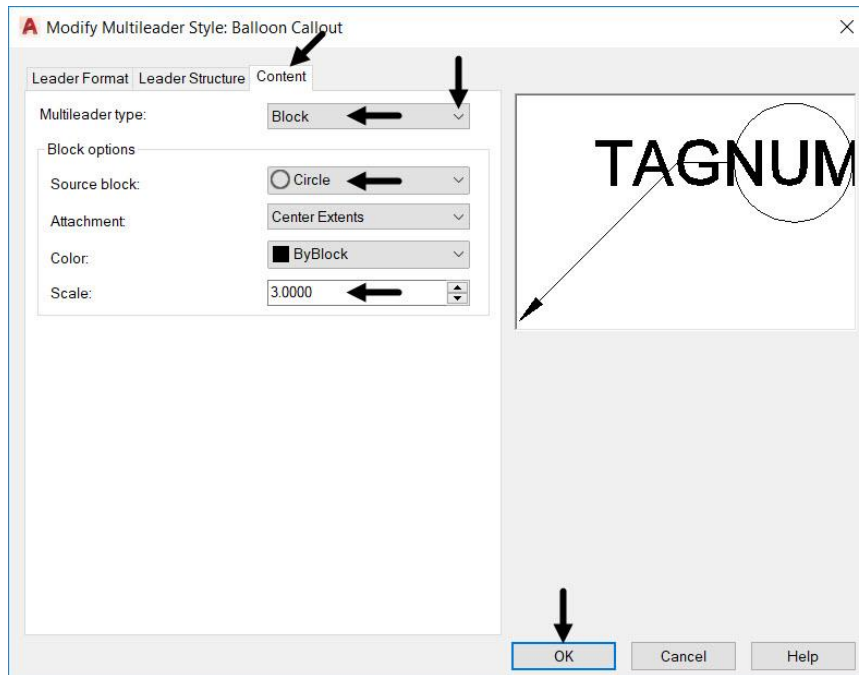 A Modify Multileader Style: Balloon Callout
Leader Format Leader Structure Content
Multileader type: Block
Block options
Source block: Circle
Attachment: Center Extents
Color: ByBlock
Scale: 3.0000
TAGNUM
OK Cancel Help